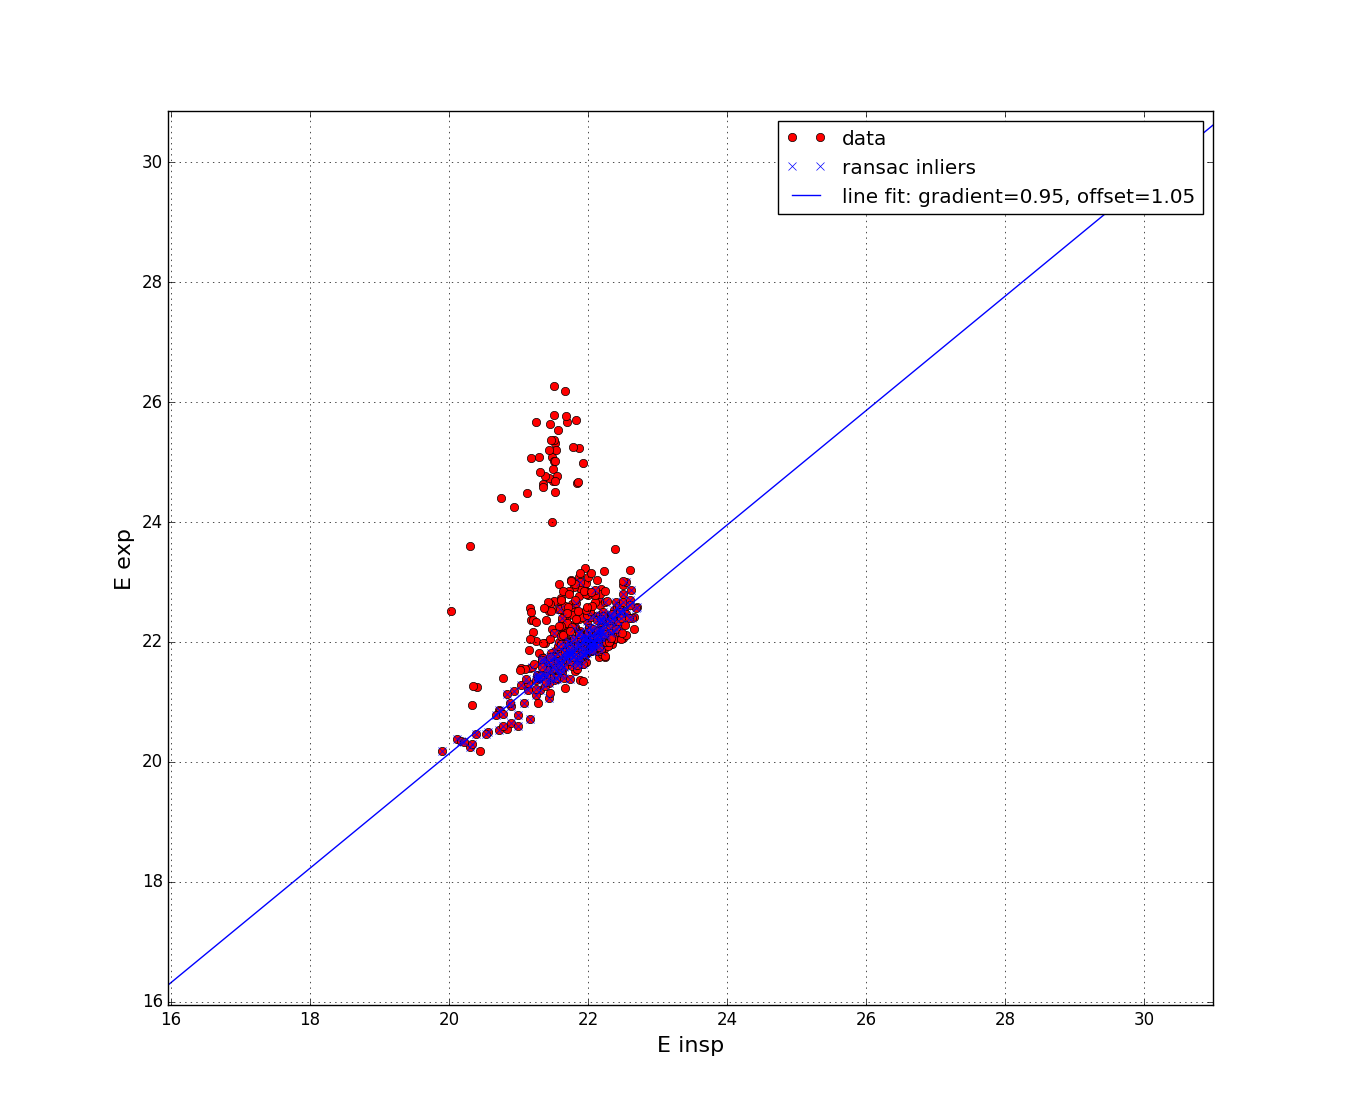 data
ransac inliers
line fit: gradient=0.95, offset=1.05
30
28
26
24
22
20
18
16
E exp
16 18 20 22 24 26 28 30
E insp